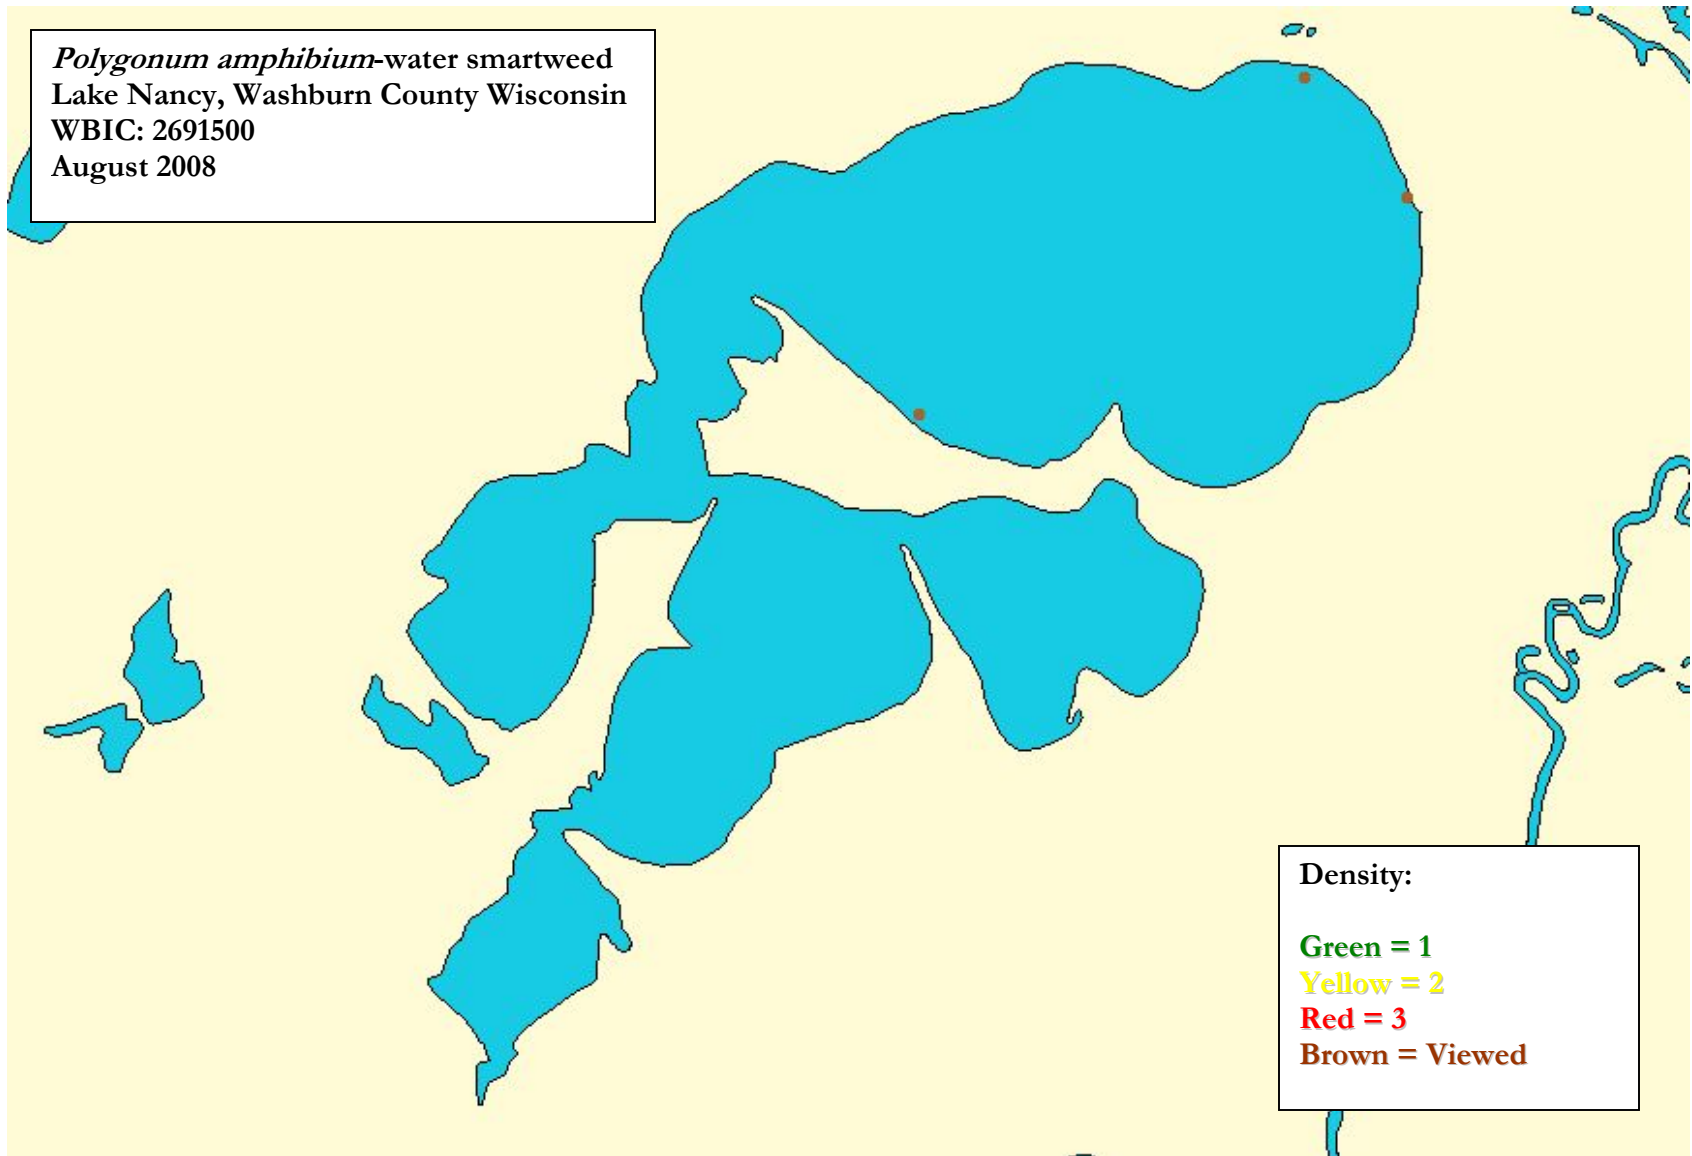 Polygonum amphibium-water smartweed
Lake Nancy, Washburn County Wisconsin
WBIC: 2691500
August 2008
Density:
Green = 1
Yellow = 2
Red = 3
Brown = Viewed